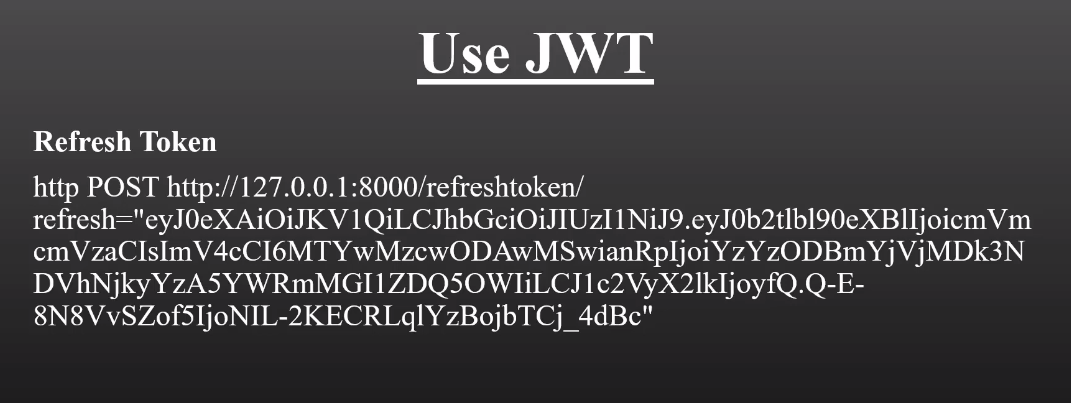 Use JWT
Refresh Token
http POST http://127.0.0.1:8000/refreshtoken/
refresh="eyJ0eXAiOiJKV1QiLCJhbGciOiJIUzI1NiJ9.eyJ0b2tlbl90eXBlIjoicmVm
cmVzaCIsImV4cCI6MTYwMzcwODAwMSwianRpIjoiYzYzODBmYjVjMDk3N
DVhNjkyYzA5YWRmMGI1ZDQ5OWIiLCJ1c2VyX2lkIjoyfQ.Q-E-
8N8VvSZof5IjoNIL-2KECRLqlYzBojbTCj_4dBc"